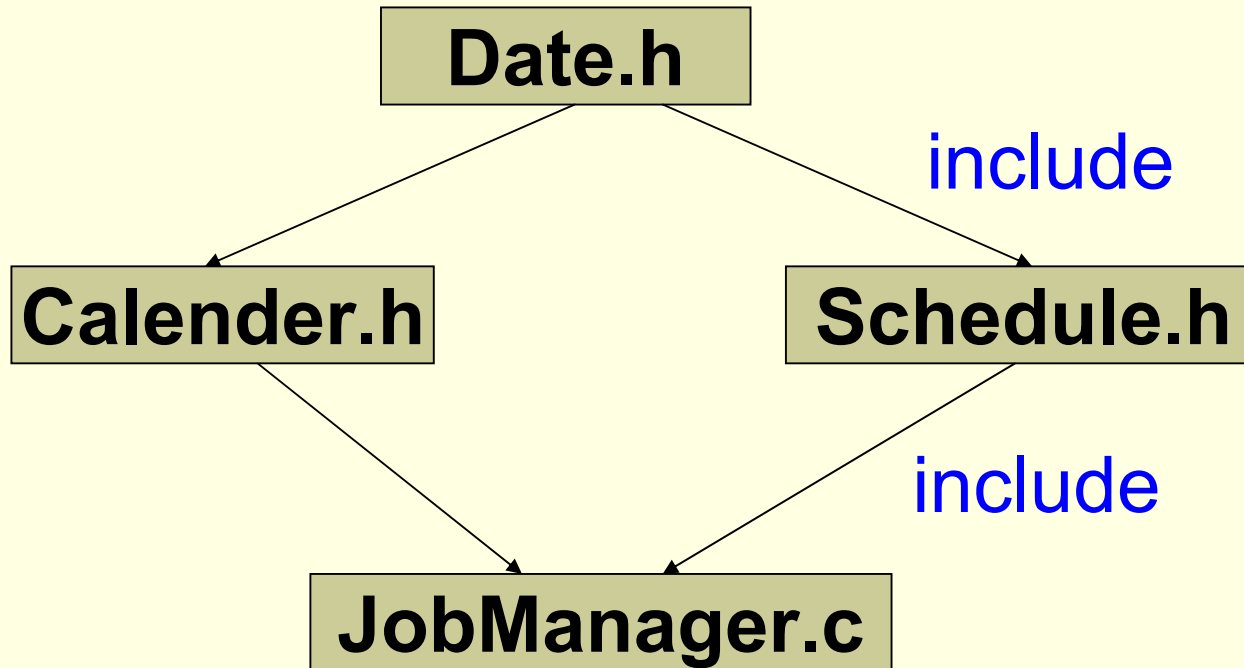 Date.h
include
Calender.h
Schedule.h
include
JobManager.c